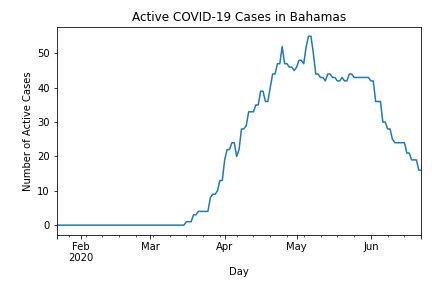 Active COVID-19 Cases in Bahamas
Number of Active Cases
50
40
30
20
10
0
Feb Mar Apr May Jun
2020
Day